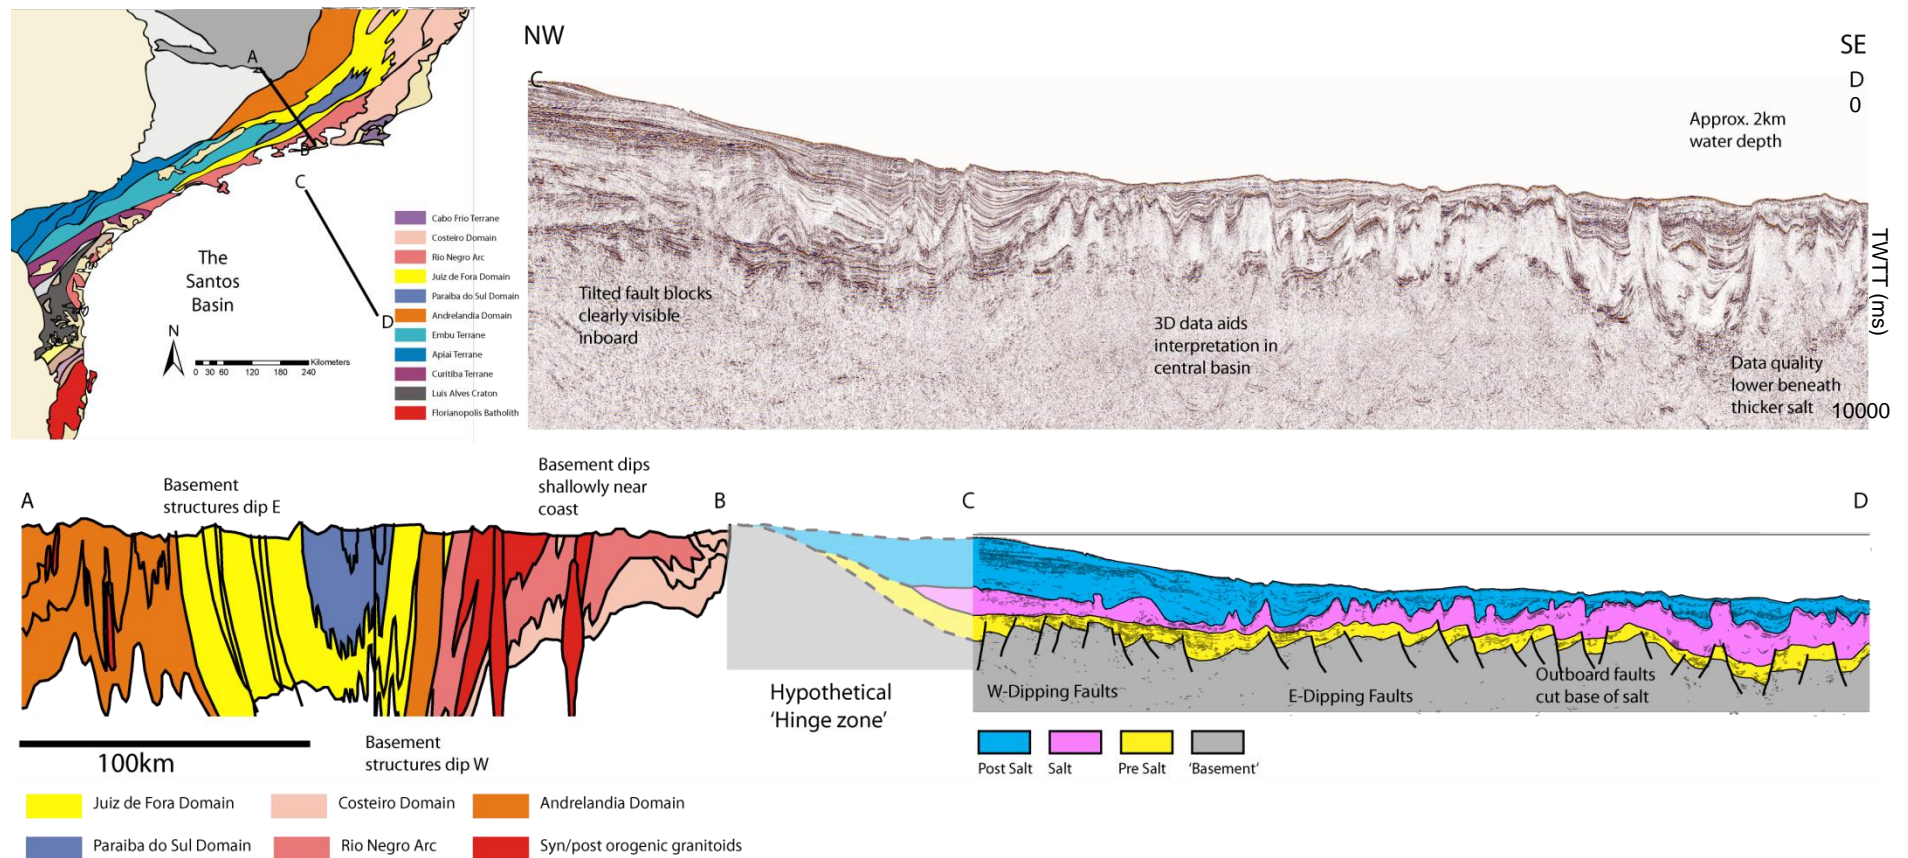 A
B
C
D
The
Santos
Basin
N
0 30 60 120 180 240
Kilometers
Cabo Frio Terrane
Costeiro Domain
Rio Negro Arc
Juiz de Fora Domain
Paraiba do Sul Domain
Andrelandia Domain
Embu Terrane
Apiai Terrane
Curitiba Terrane
Luis Alves Craton
Florianopolis Batholith
NW
SE
C
D
0
Approx. 2km
water depth
Tilted fault blocks
clearly visible
inboard
3D data aids
interpretation in
central basin
Data quality
lower beneath
thicker salt
10000
TWTT (ms)
A
Basement
structures dip E
Basement dips
shallowly near
coast
B
C
D
Hypothetical
'Hinge zone'
W-Dipping Faults
E-Dipping Faults
Outboard faults
cut base of salt
100km
Basement
structures dip W
Post Salt
Salt
Pre Salt
'Basement'
Juiz de Fora Domain
Costeiro Domain
Andrelandia Domain
Paraiba do Sul Domain
Rio Negro Arc
Syn/post orogenic granitoids